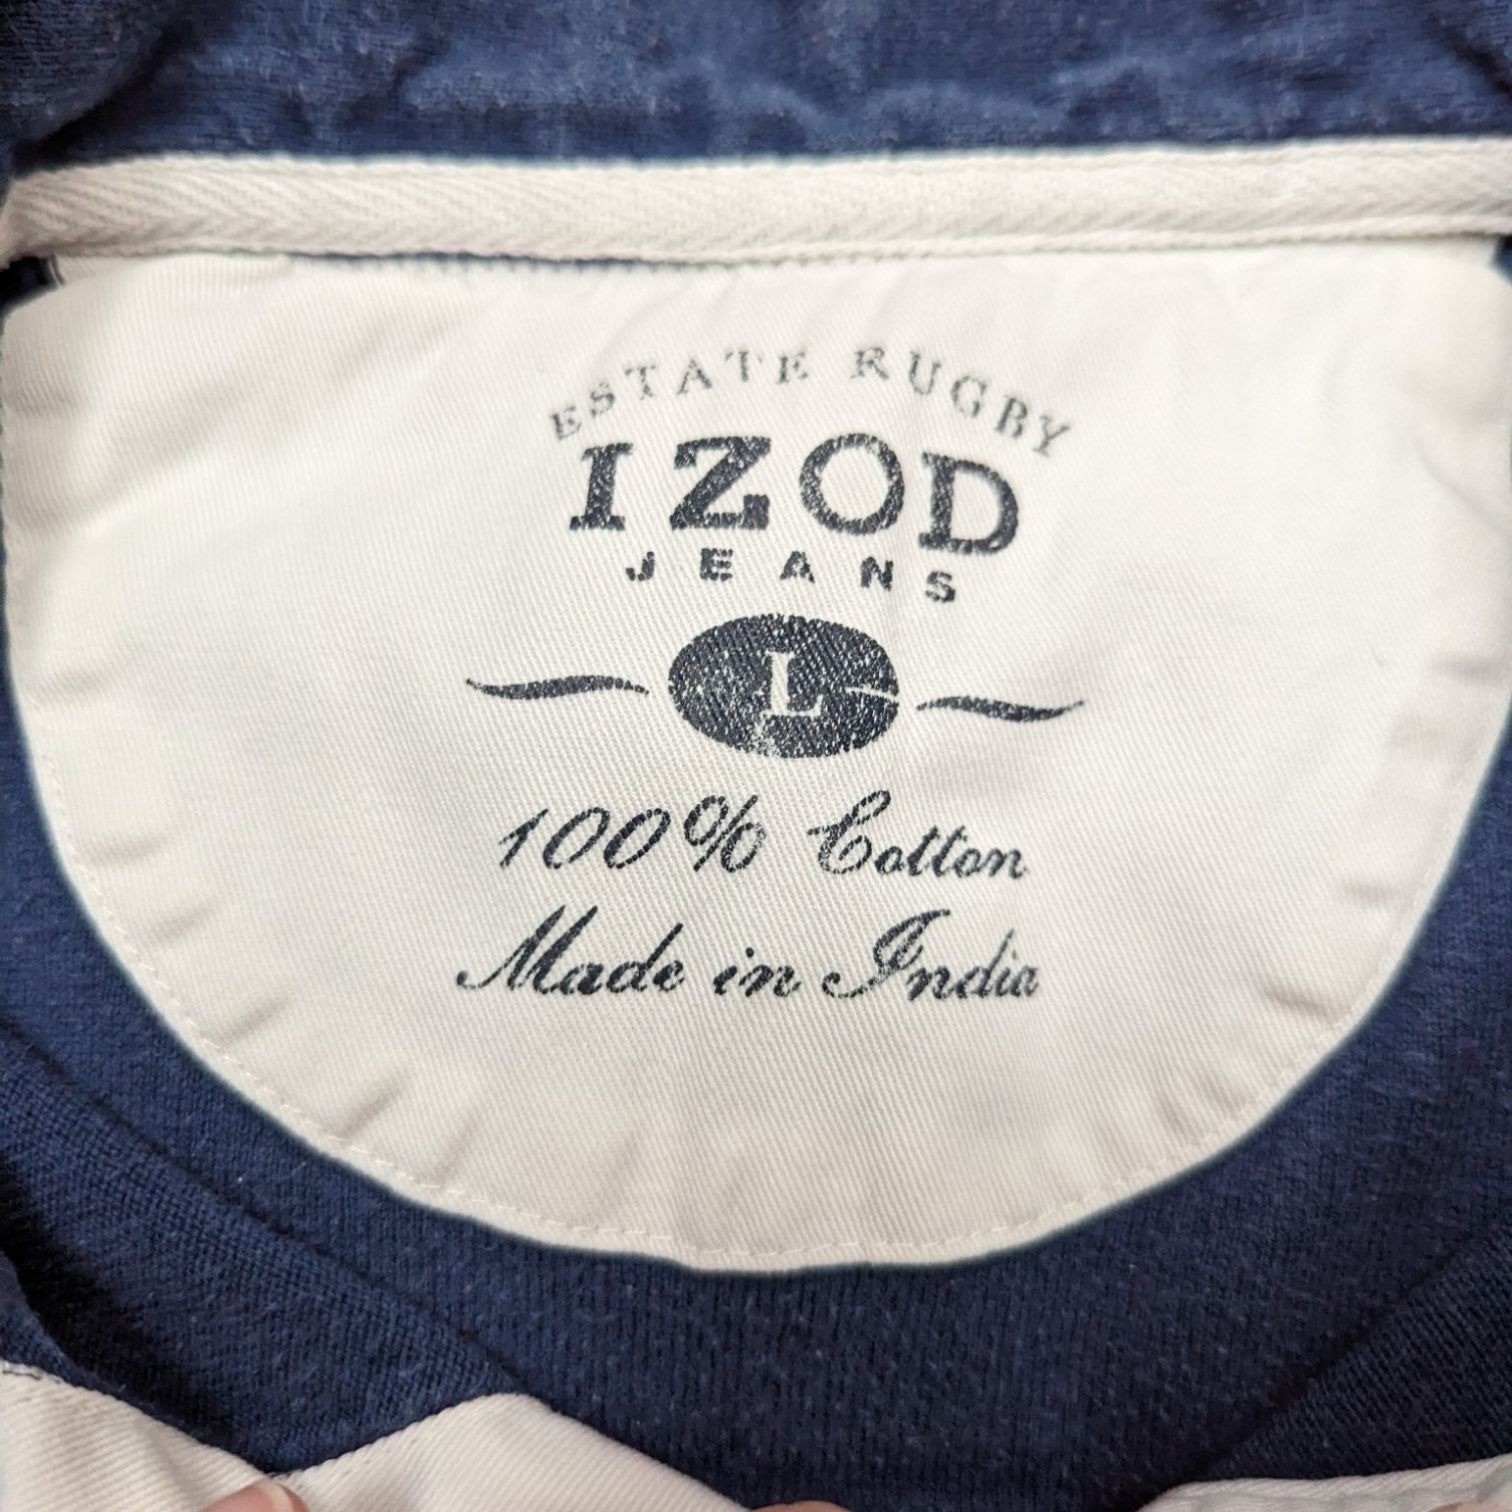 ESTATE RUGBY
IZOD
JEANS
L
100% Cotton
Made in India